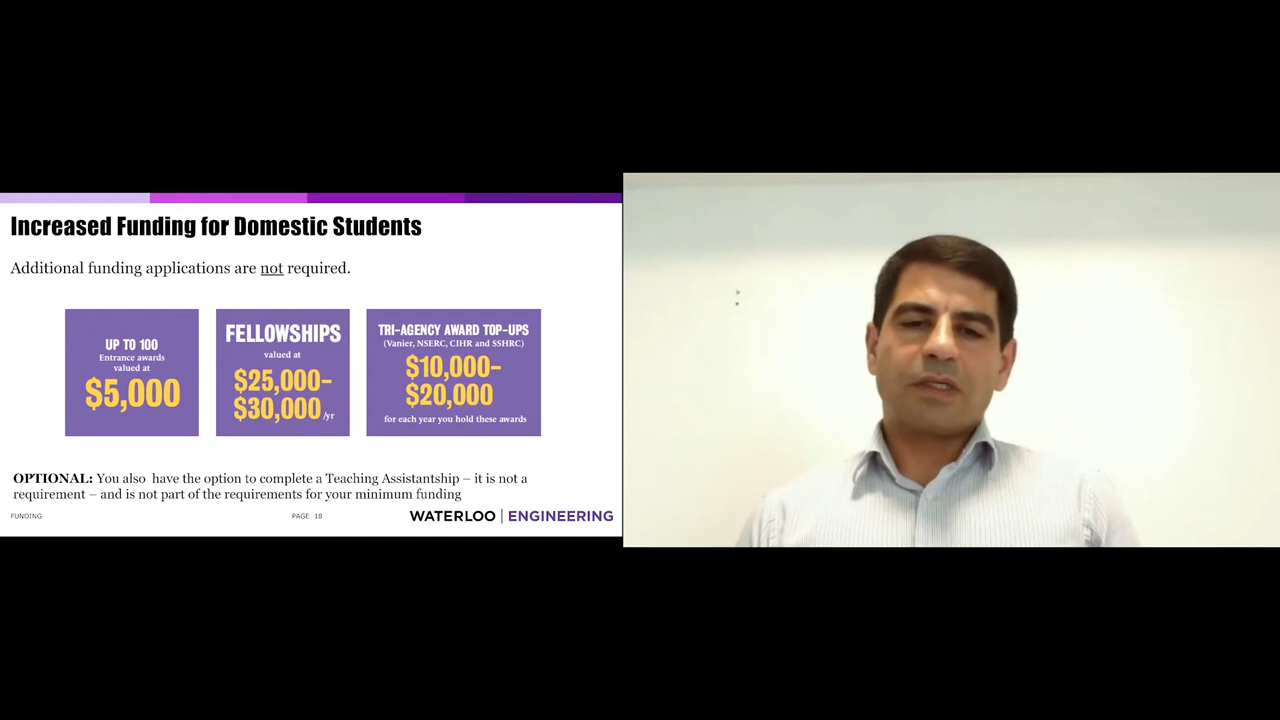 Increased Funding for Domestic Students
Additional funding applications are not required.
UP TO 100
Entrance awards
valued at
$5,000
FELLOWSHIPS
valued at
$25,000–
$30,000 /yr
TRI-AGENCY AWARD TOP-UPS
(Vanier, NSERC, CIHR and SSHRC)
$10,000–
$20,000
for each year you hold these awards
OPTIONAL: You also have the option to complete a Teaching Assistantship – it is not a
requirement – and is not part of the requirements for your minimum funding
FUNDING
PAGE 18
WATERLOO | ENGINEERING